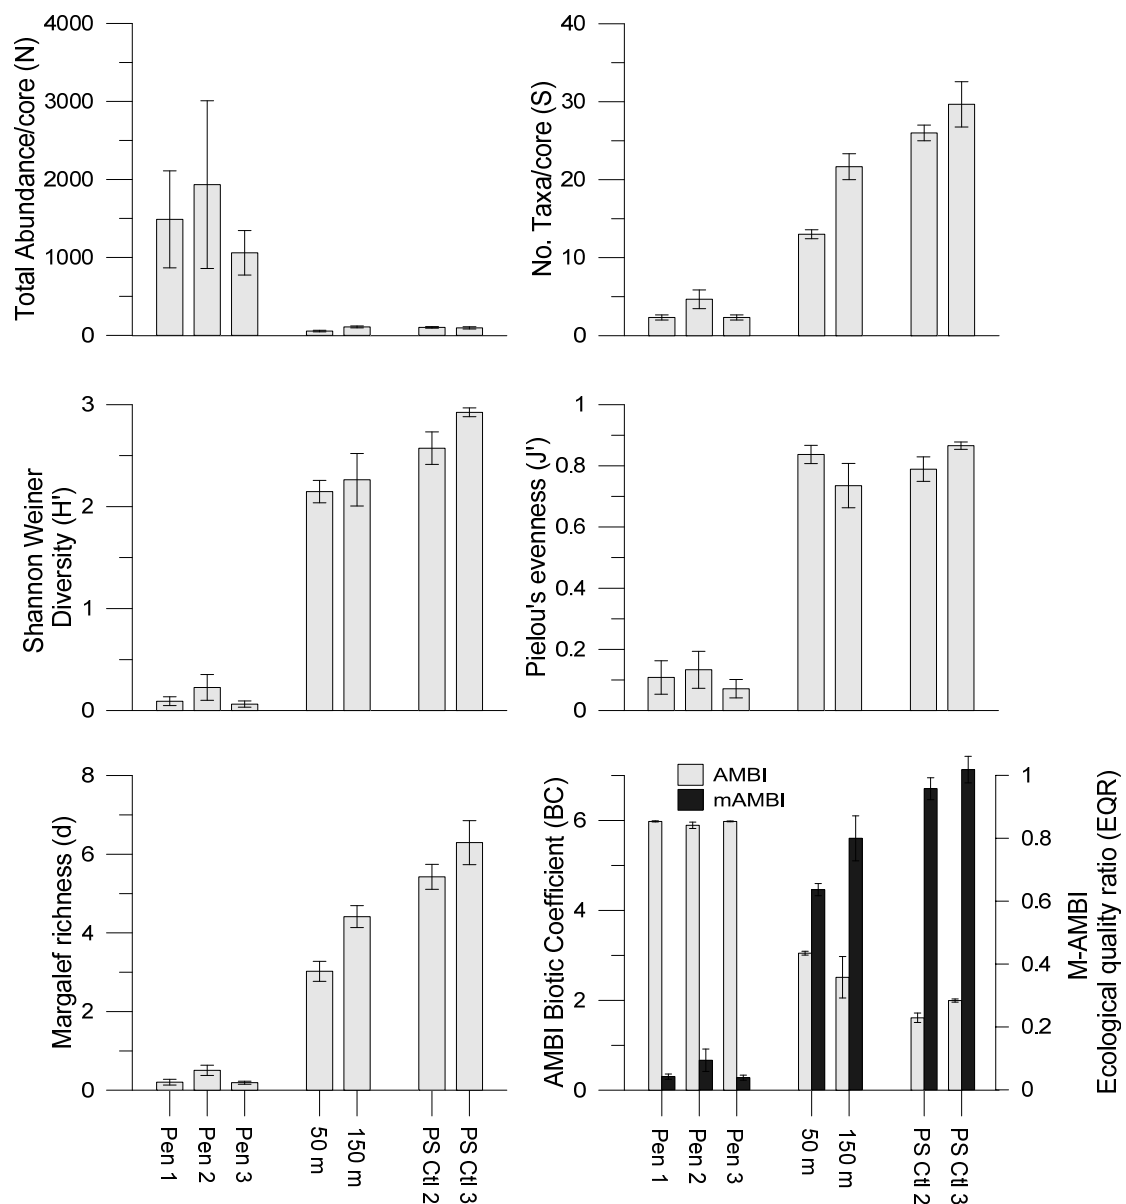 Total Abundance/core (N)
4000
3000
2000
1000
0
No. Taxa/core (S)
40
30
20
10
0
Shannon Weiner
Diversity (H')
3
2
1
0
Pielou's evenness (J')
1
0.8
0.6
0.4
0.2
0
Margalef richness (d)
8
6
4
2
0
Pen 1
Pen 2
Pen 3
50 m
150 m
PS Ctl 2
PS Ctl 3
AMBI Biotic Coefficient (BC)
6
4
2
0
AMBI
mAMBI
1
0.8
0.6
0.4
0.2
0
M-AMBI
Ecological quality ratio (EQR)
Pen 1
Pen 2
Pen 3
50 m
150 m
PS Ctl 2
PS Ctl 3